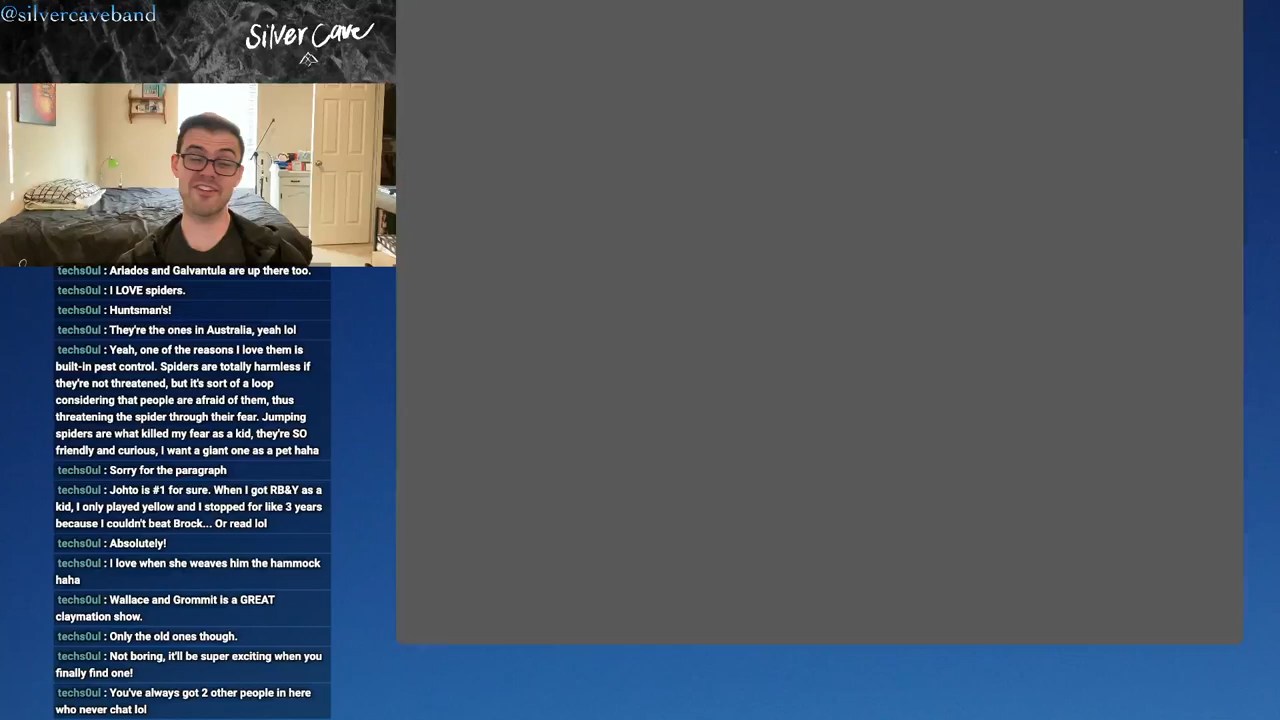 @silvercaveband
Silver Cave
techs0ul : Ariados and Galvantula are up there too.
techs0ul : I LOVE spiders.
techs0ul : Huntsman's!
techs0ul : They're the ones in Australia, yeah lol
techs0ul : Yeah, one of the reasons I love them is
built-in pest control. Spiders are totally harmless if
they're not threatened, but it's sort of a loop
considering that people are afraid of them, thus
threatening the spider through their fear. Jumping
spiders are what killed my fear as a kid, they're SO
friendly and curious, I want a giant one as a pet haha
techs0ul : Sorry for the paragraph
techs0ul : Johto is #1 for sure. When I got RB&Y as a
kid, I only played yellow and I stopped for like 3 years
because I couldn't beat Brock... Or read lol
techs0ul : Absolutely!
techs0ul : I love when she weaves him the hammock
haha
techs0ul : Wallace and Grommit is a GREAT
claymation show.
techs0ul : Only the old ones though.
techs0ul : Not boring, it'll be super exciting when you
finally find one!
techs0ul : You've always got 2 other people in here
who never chat lol